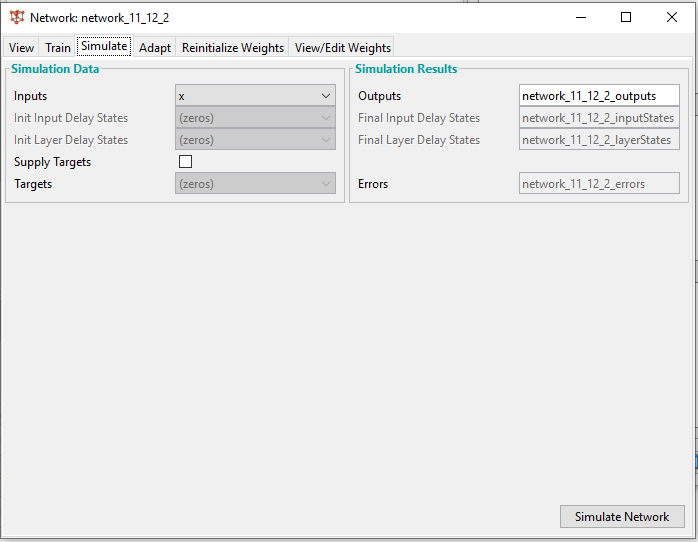 Network: network_11_12_2
View Train Simulate Adapt Reinitialize Weights View/Edit Weights
Simulation Data
Inputs x
Init Input Delay States (zeros)
Init Layer Delay States (zeros)
Supply Targets
Targets (zeros)
Simulation Results
Outputs network_11_12_2_outputs
Final Input Delay States network_11_12_2_inputStates
Final Layer Delay States network_11_12_2_layerStates
Errors network_11_12_2_errors
Simulate Network